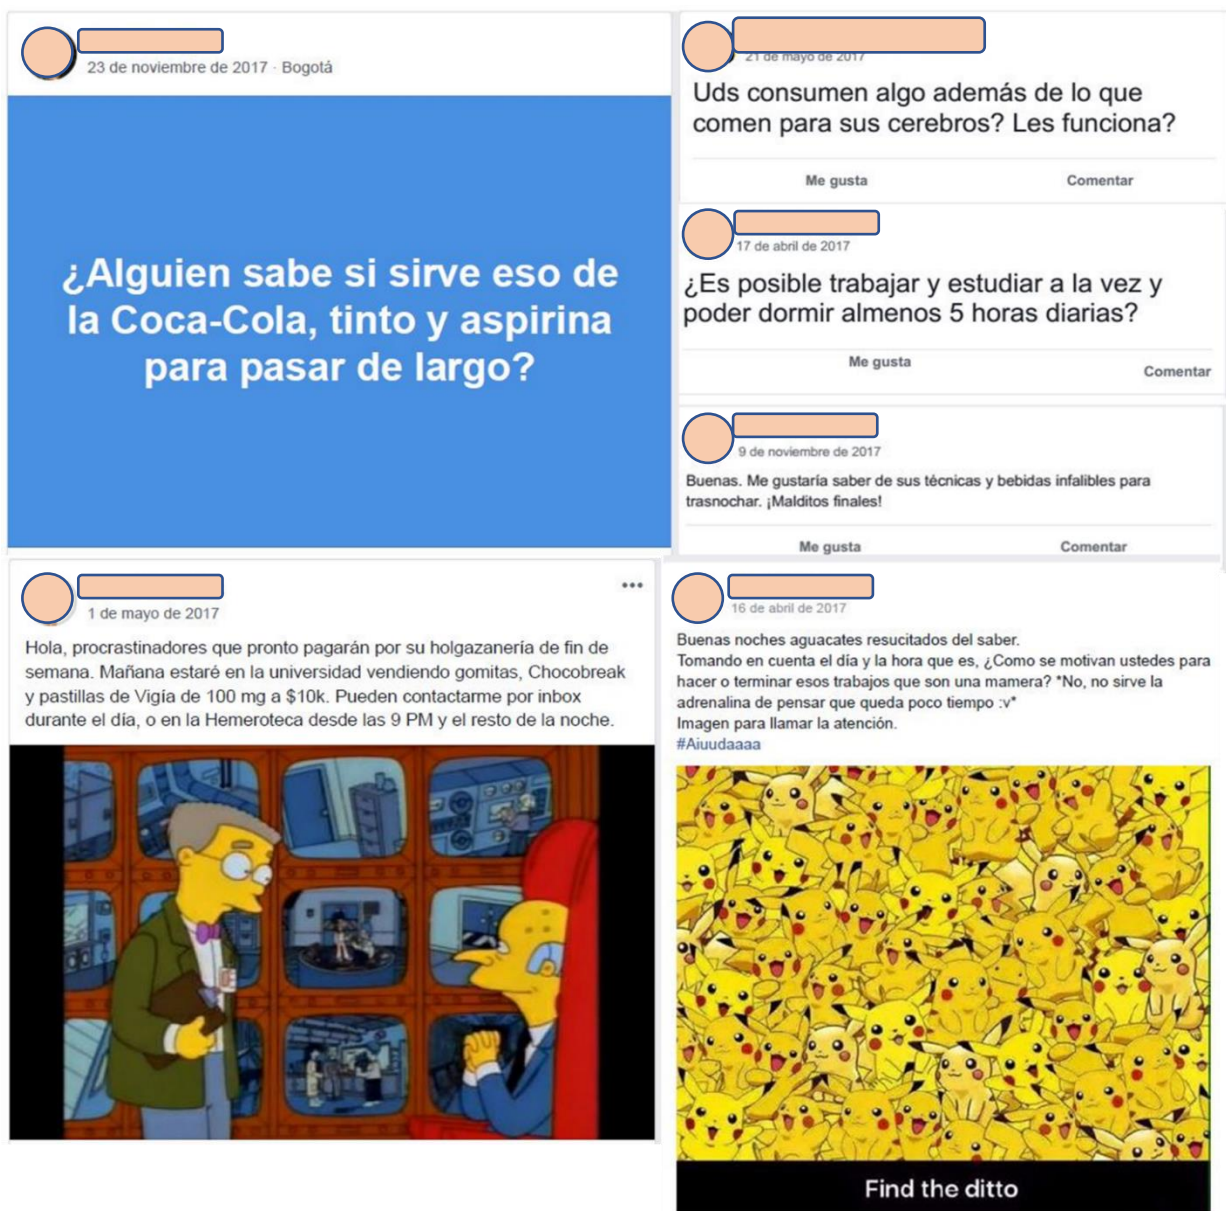 23 de noviembre de 2017 · Bogotá
¿Alguien sabe si sirve eso de
la Coca-Cola, tinto y aspirina
para pasar de largo?
21 de mayo de 2017
Uds consumen algo además de lo que
comen para sus cerebros? Les funciona?
Me gusta Comentar
17 de abril de 2017
¿Es posible trabajar y estudiar a la vez y
poder dormir almenos 5 horas diarias?
Me gusta Comentar
9 de noviembre de 2017
Buenas. Me gustaría saber de sus técnicas y bebidas infalibles para
trasnochar. ¡Malditos finales!
Me gusta Comentar
1 de mayo de 2017
Hola, procrastinadores que pronto pagarán por su holgazanería de fin de
semana. Mañana estaré en la universidad vendiendo gomitas, Chocobreak
y pastillas de Vigía de 100 mg a $10k. Pueden contactarme por inbox
durante el día, o en la Hemeroteca desde las 9 PM y el resto de la noche.
16 de abril de 2017
Buenas noches aguacates resucitados del saber.
Tomando en cuenta el día y la hora que es, ¿Como se motivan ustedes para
hacer o terminar esos trabajos que son una mamera? *No, no sirve la
adrenalina de pensar que queda poco tiempo :v*
Imagen para llamar la atención.
#Aiuudaaaa
Find the ditto